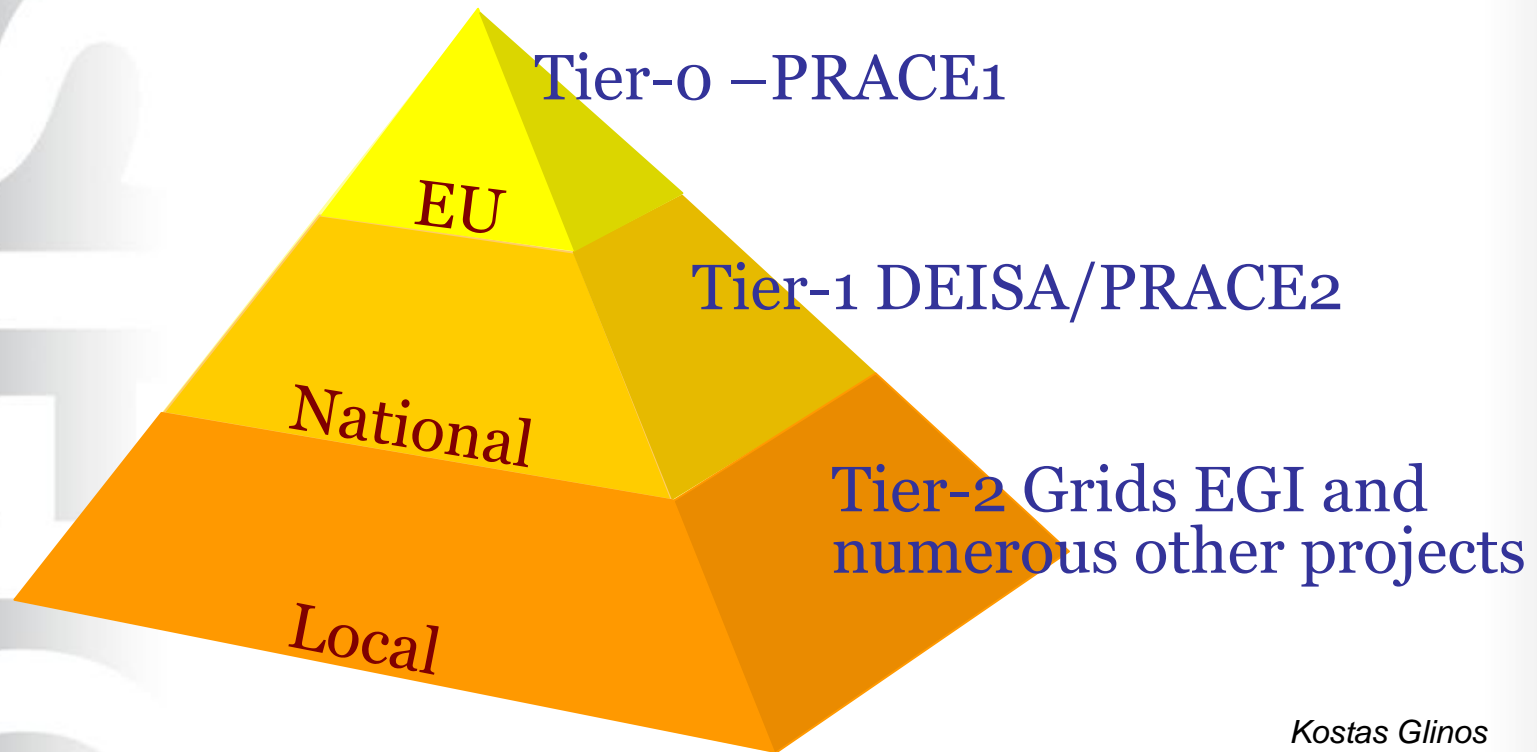 Tier-0 –PRACE1
EU
Tier-1 DEISA/PRACE2
National
Tier-2 Grids EGI and
numerous other projects
Local
Kostas Glinos